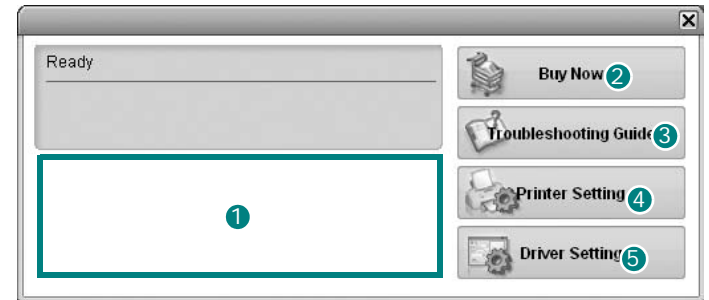 Ready
1
Buy Now 2
Troubleshooting Guide 3
Printer Setting 4
Driver Setting 5